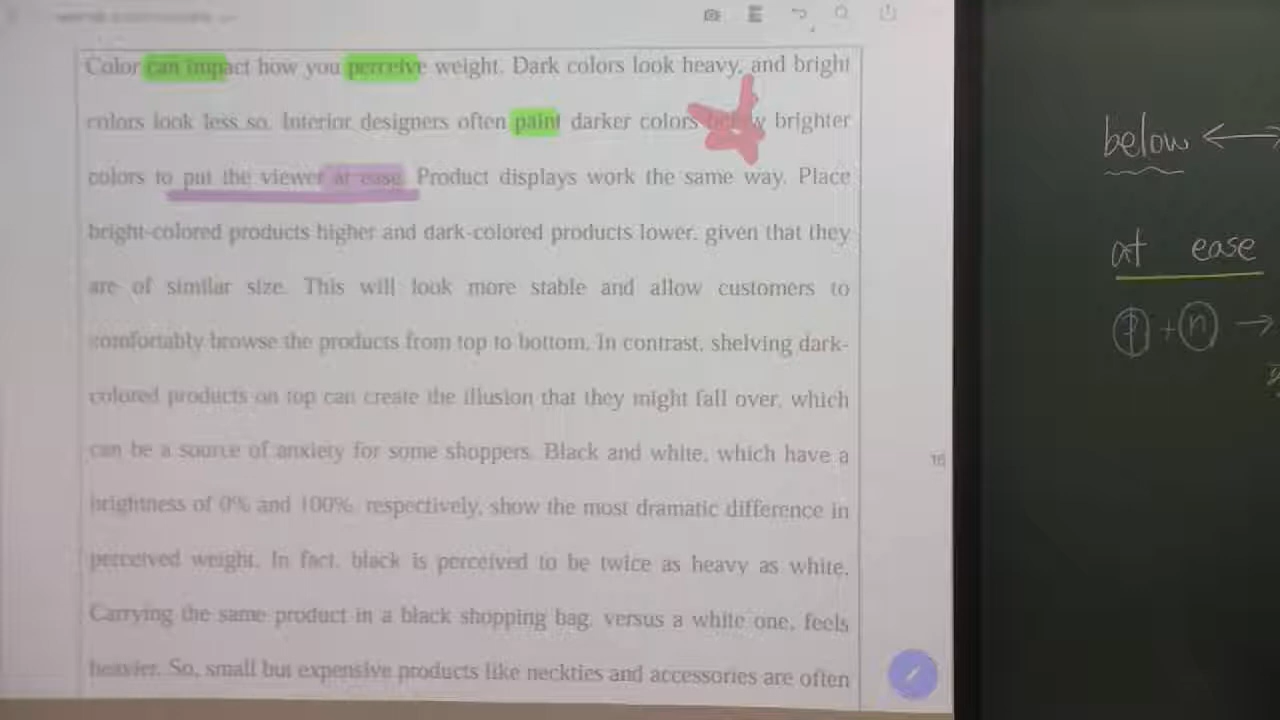 Color can impact how you perceive weight. Dark colors look heavy, and bright
colors look less so. Interior designers often paint darker colors below brighter
colors to put the viewer at ease. Product displays work the same way. Place
bright-colored products higher and dark-colored products lower, given that they
are of similar size. This will look more stable and allow customers to
comfortably browse the products from top to bottom. In contrast, shelving dark-
colored products on top can create the illusion that they might fall over, which
can be a source of anxiety for some shoppers. Black and white, which have a
brightness of 0% and 100%, respectively, show the most dramatic difference in
perceived weight. In fact, black is perceived to be twice as heavy as white.
Carrying the same product in a black shopping bag, versus a white one, feels
heavier. So, small but expensive products like neckties and accessories are often
16
below ↔
at ease
+ n →